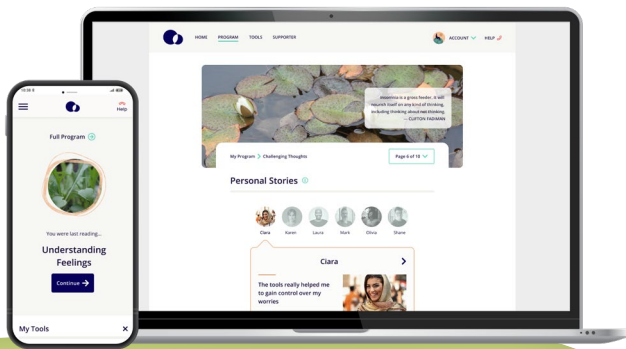 HOME PROGRAM TOOLS SUPPORTER
ACCOUNT HELP
Insomnia is a gross feeder. It will
nourish itself on any kind of thinking,
including thinking about not thinking.
— CLIFTON FADIMAN
My Program > Challenging Thoughts
Page 6 of 10
Personal Stories
Ciara Karen Laura Mark Olivia Shane
Ciara
The tools really helped me
to gain control over my
worries
Help
Full Program
You were last reading...
Understanding
Feelings
Continue
My Tools